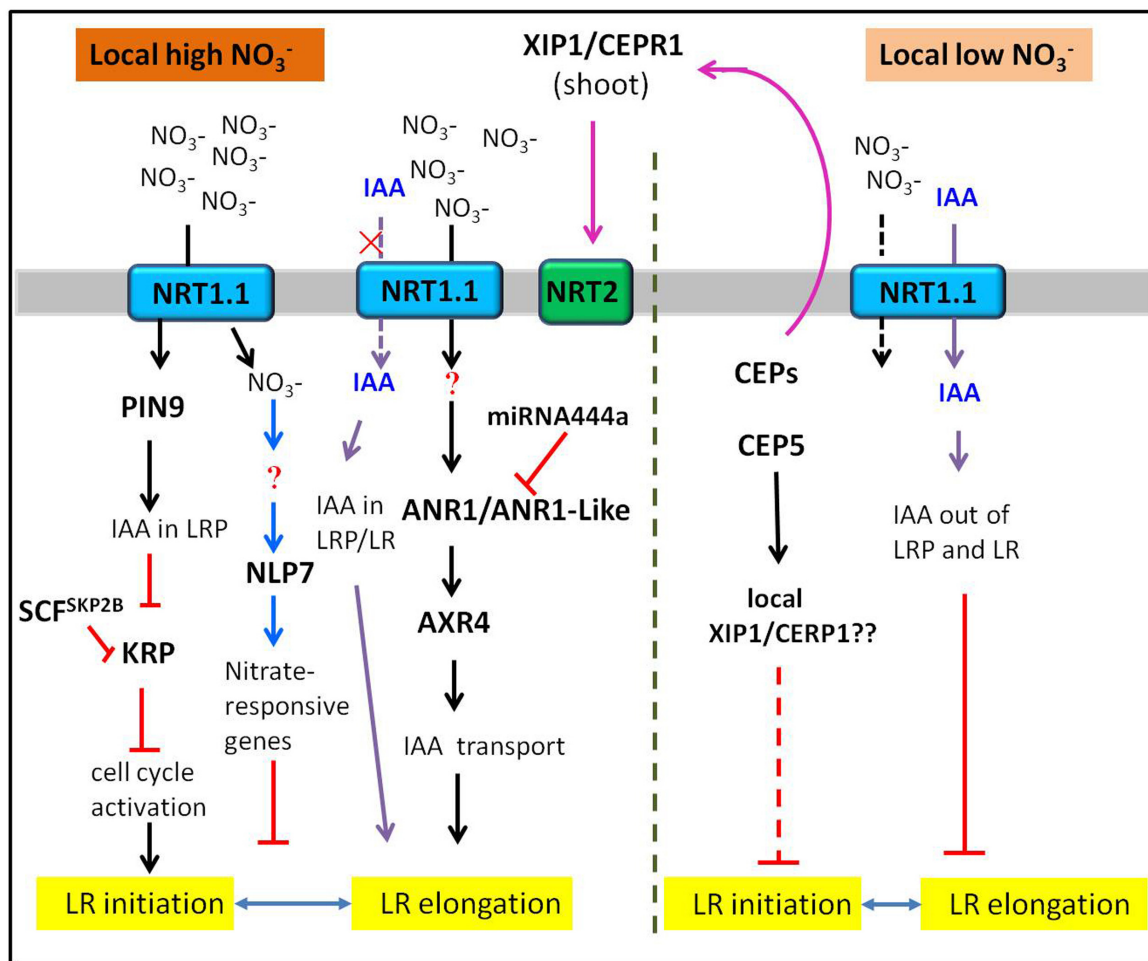 Local high NO₃⁻
XIP1/CEPR1
(shoot)
Local low NO₃⁻
NO₃-
NO₃-
NO₃-
NO₃-
NO₃-
NO₃-
NO₃-
NO₃-
NO₃-
IAA
NO₃-
NO₃-
IAA
NRT1.1
NRT1.1
NRT2
NRT1.1
PIN9
NO₃-
IAA
?
miRNA444a
CEPs
IAA
CEP5
?
IAA in LRP
IAA in
LRP/LR
ANR1/ANR1-Like
IAA out of
LRP and LR
NLP7
SCFˢᴷᴾ²ᴮ
KRP
AXR4
local
XIP1/CERP1??
Nitrate-
responsive
genes
IAA transport
cell cycle
activation
LR initiation
LR elongation
LR initiation
LR elongation